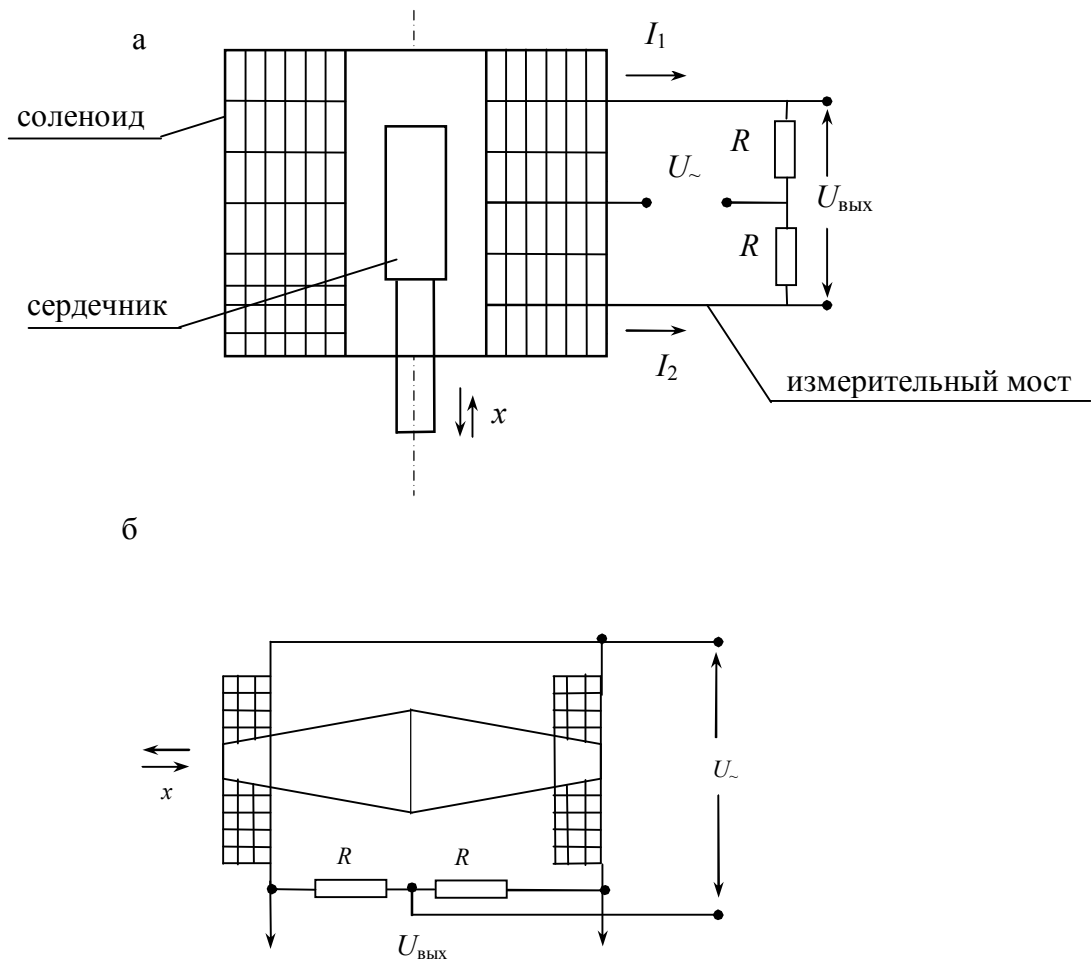 а
I₁
соленоид
R
U~
Uвых
R
сердечник
I₂
измерительный мост
x
б
x
U~
R
R
Uвых